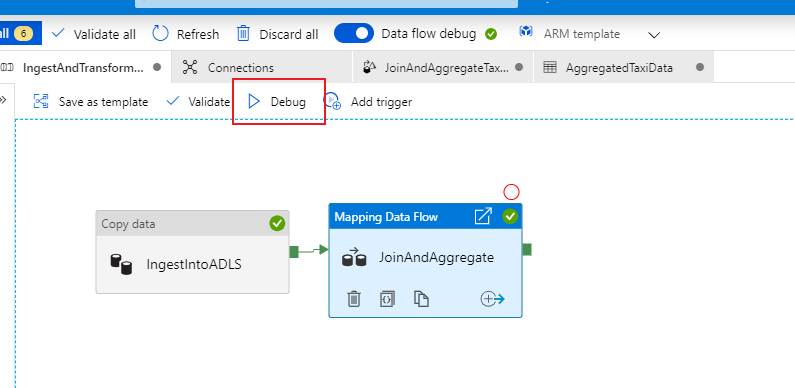 all 6 Validate all Refresh Discard all Data flow debug ARM template
IngestAndTransform... Connections JoinAndAggregateTax... AggregatedTaxiData
Save as template Validate Debug Add trigger
Copy data
IngestIntoADLS
Mapping Data Flow
JoinAndAggregate